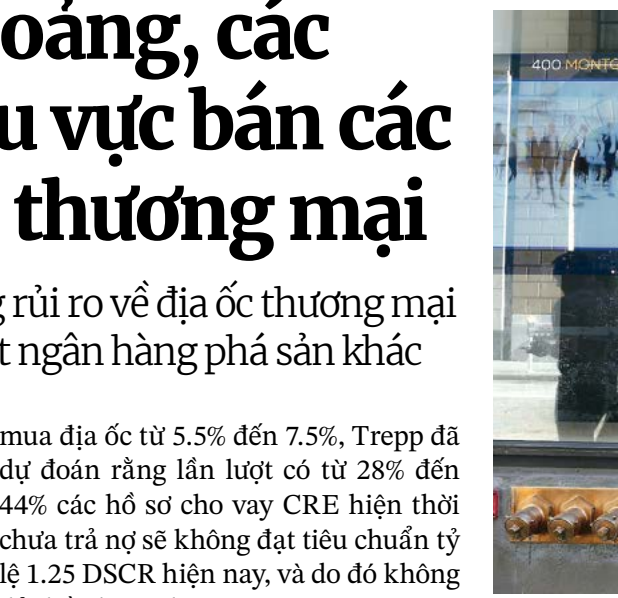 oảng, các
u vực bán các
thương mại
g rủi ro về địa ốc thương mại
t ngân hàng phá sản khác
mua địa ốc từ 5.5% đến 7.5%, Trepp đã
dự đoán rằng lần lượt có từ 28% đến
44% các hồ sơ cho vay CRE hiện thời
chưa trả nợ sẽ không đạt tiêu chuẩn tỷ
lệ 1.25 DSCR hiện nay, và do đó không
400 MONTG